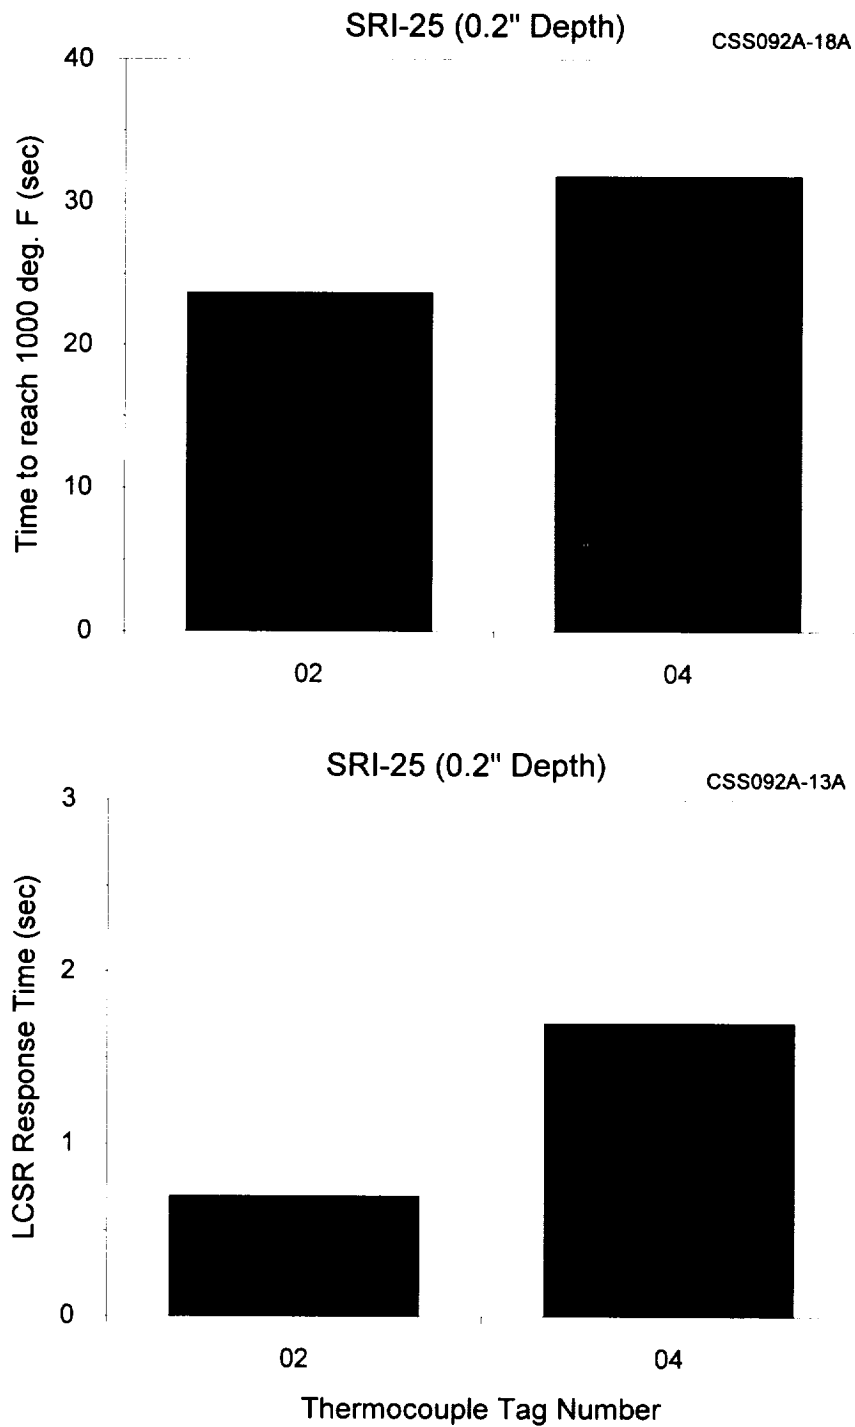 SRI-25 (0.2" Depth)
CSS092A-18A
Time to reach 1000 deg. F (sec)
40
30
20
10
0
02
04
SRI-25 (0.2" Depth)
CSS092A-13A
LCSR Response Time (sec)
3
2
1
0
02
04
Thermocouple Tag Number